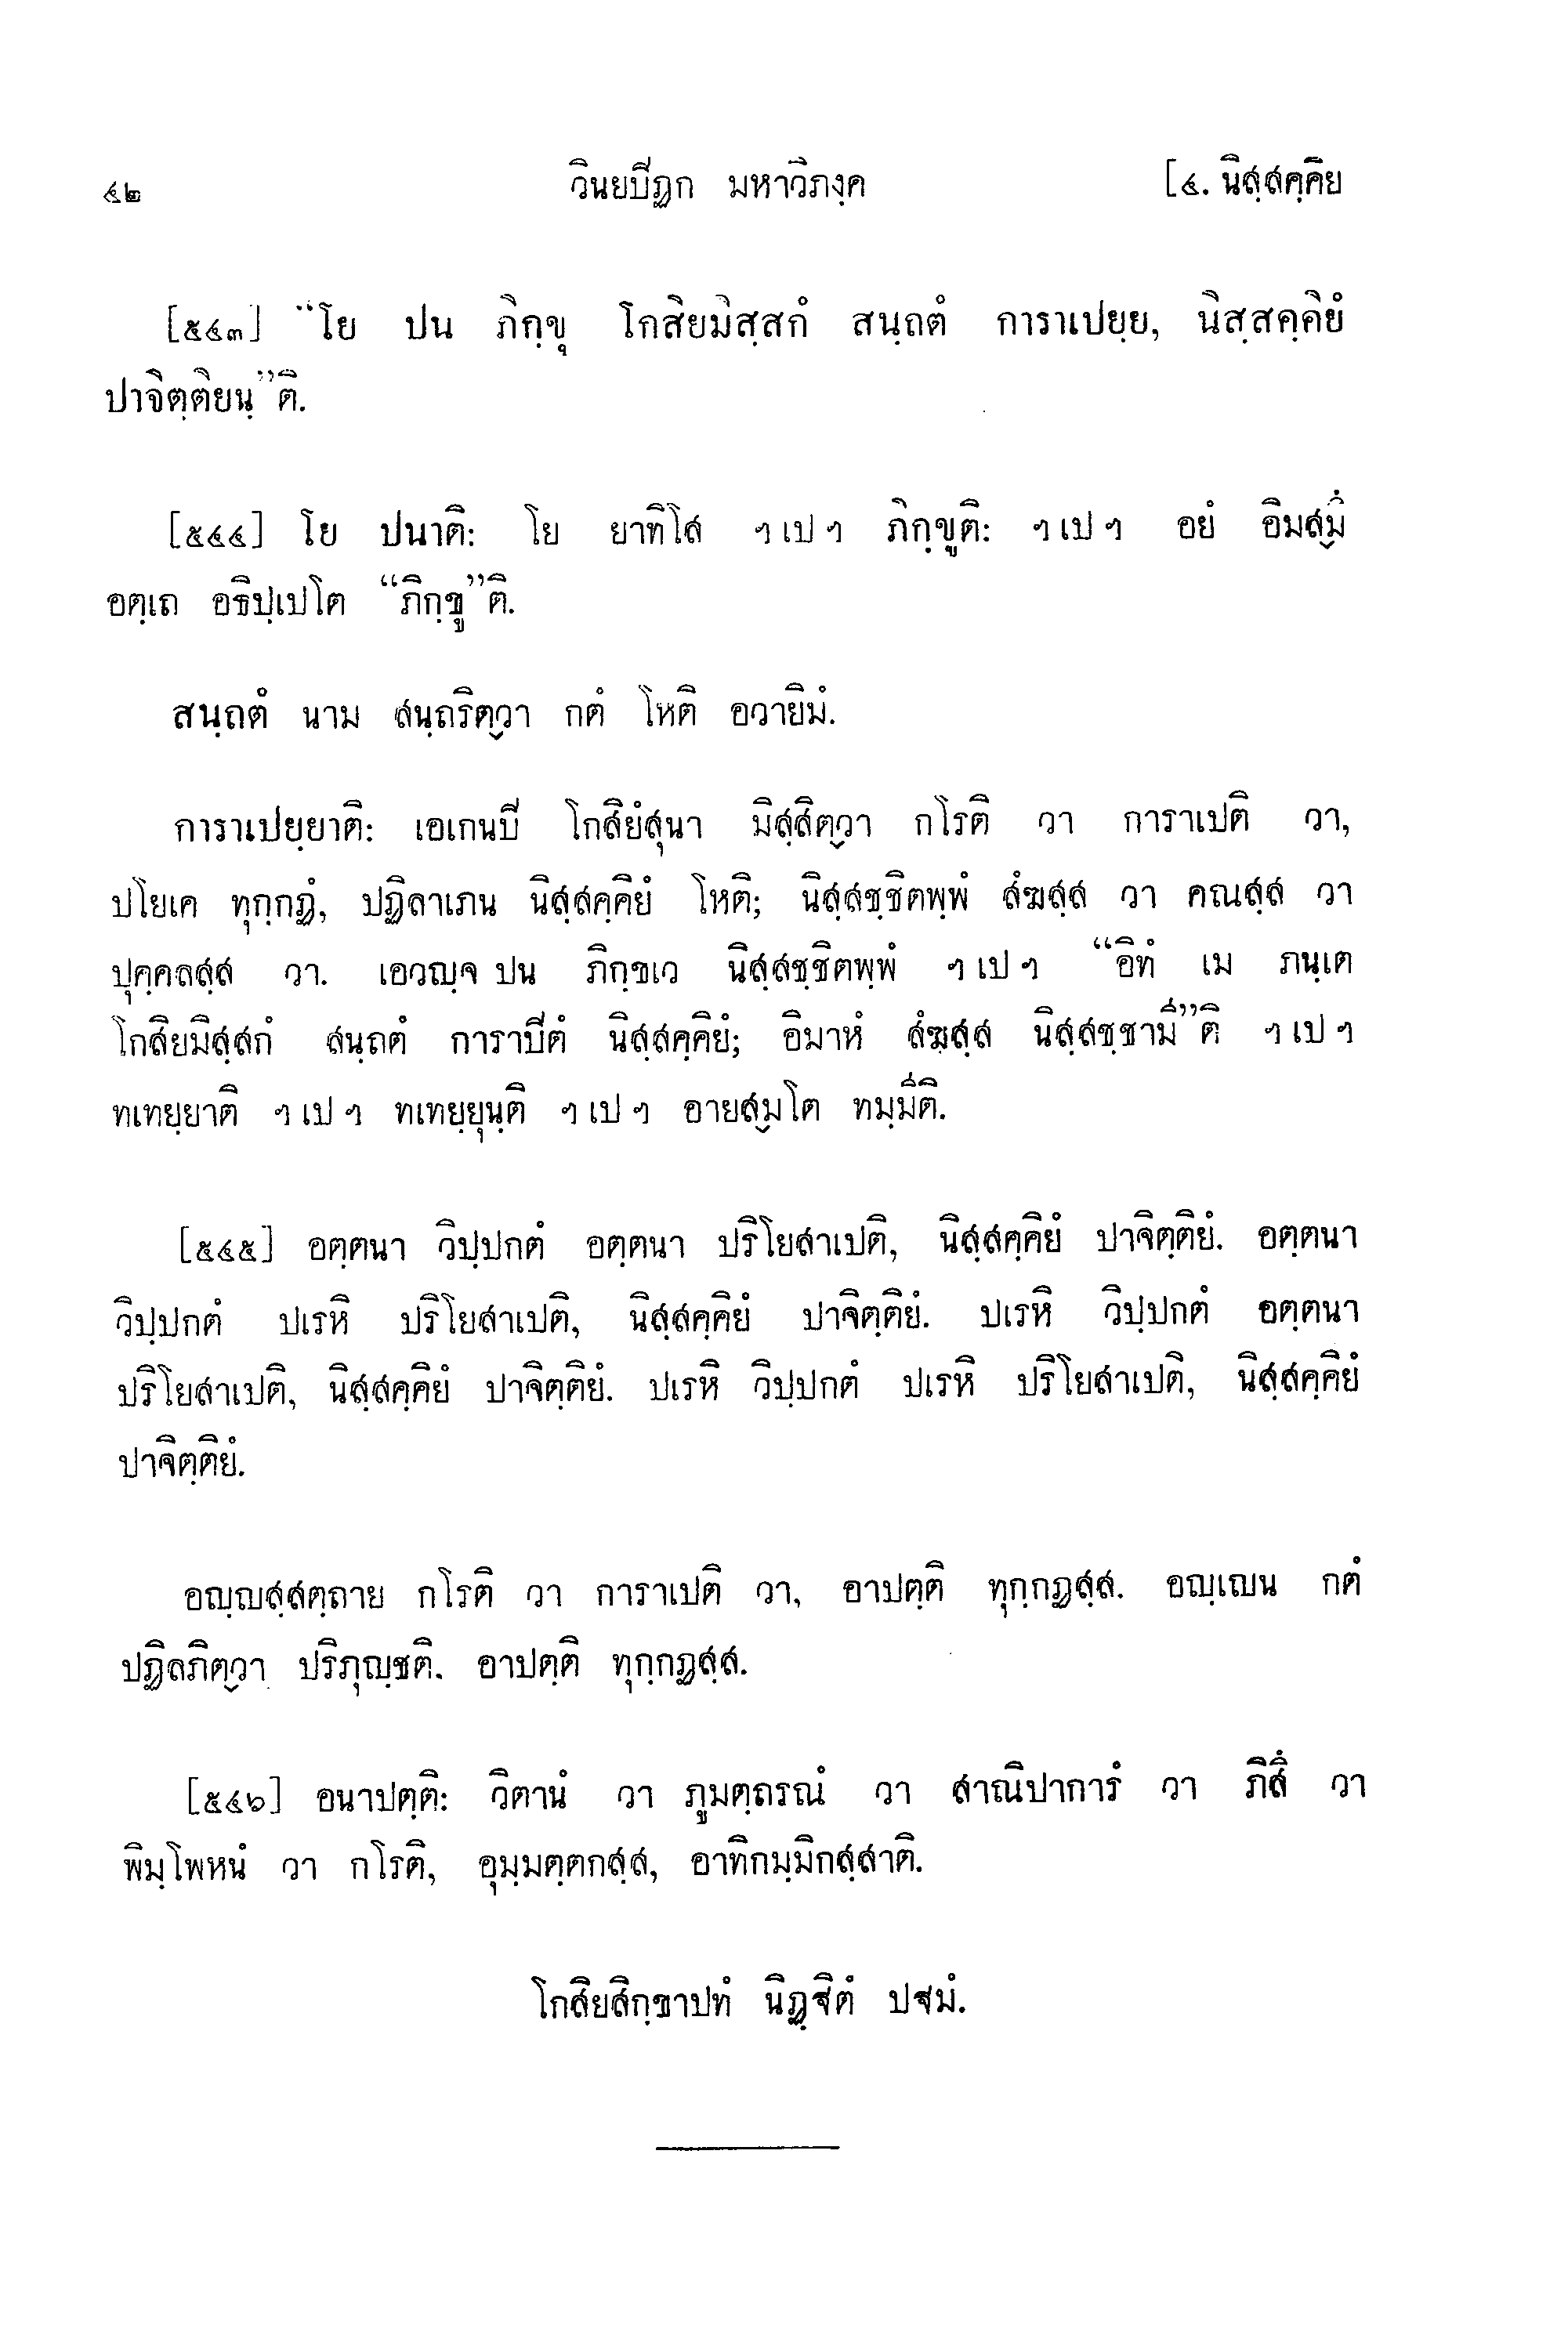 ๔๒ วินยปิฏก มหาวิภงฺค [๔. นิสฺสคฺคิย
[๕๔๓] “โย ปน ภิกฺขุ โกสิยมิสฺสกํ สนฺถตํ การาเปยฺย, นิสฺสคฺคิยํ
ปาจิตฺติยนฺ”ติ.
[๕๔๔] โย ปนาติ: โย ยาทิโส ฯ เป ฯ ภิกฺขูติ: ฯ เป ฯ อยํ อิมสฺมึ
อตฺเถ อธิปฺเปโต “ภิกฺขู”ติ.
สนฺถตํ นาม สนฺถริตฺวา กตํ โหติ อวายิมํ.
การาเปยฺยาติ: เอเกนปิ โกสิยํสุนา มิสฺสิตฺวา กโรติ วา การาเปติ วา,
ปโยเค ทุกฺกฏํ, ปฏิลาเภน นิสฺสคฺคิยํ โหติ; นิสฺสชฺชิตพฺพํ สํฆสฺส วา คณสฺส วา
ปุคฺคลสฺส วา. เอวญฺจ ปน ภิกฺขเว นิสฺสชฺชิตพฺพํ ฯ เป ฯ “อิทํ เม ภนฺเต
โกสิยมิสฺสกํ สนฺถตํ การาปิตํ นิสฺสคฺคิยํ; อิมาหํ สํฆสฺส นิสฺสชฺชามี”ติ ฯ เป ฯ
ทเทยฺยาติ ฯ เป ฯ ทเทยฺยุนฺติ ฯ เป ฯ อายสฺมโต ทมฺมีติ.
[๕๔๕] อตฺตนา วิปฺปกตํ อตฺตนา ปริโยสาเปติ, นิสฺสคฺคิยํ ปาจิตฺติยํ. อตฺตนา
วิปฺปกตํ ปเรหิ ปริโยสาเปติ, นิสฺสคฺคิยํ ปาจิตฺติยํ. ปเรหิ วิปฺปกตํ อตฺตนา
ปริโยสาเปติ, นิสฺสคฺคิยํ ปาจิตฺติยํ. ปเรหิ วิปฺปกตํ ปเรหิ ปริโยสาเปติ, นิสฺสคฺคิยํ
ปาจิตฺติยํ.
อญฺญสฺสตฺถาย กโรติ วา การาเปติ วา, อาปตฺติ ทุกฺกฏสฺส. อญฺเญน กตํ
ปฏิลภิตฺวา ปริภุญฺชติ. อาปตฺติ ทุกฺกฏสฺส.
[๕๔๖] อนาปตฺติ: วิตานํ วา ภูมตฺถรณํ วา สาณิปาการํ วา ภิสึ วา
พิมฺโพหนํ วา กโรติ, อุมฺมตฺตกสฺส, อาทิกมฺมิกสฺสาติ.
โกสิยสิกฺขาปทํ นิฏฺฐิตํ ปฐมํ.